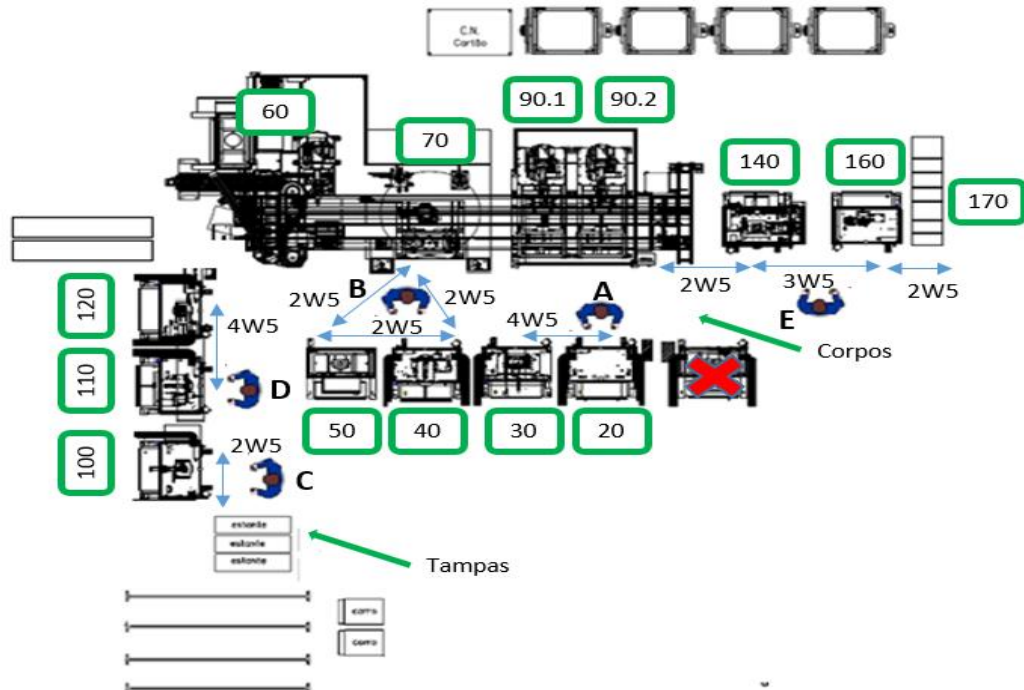 C.N.
Cartão
60
90.1
90.2
70
140
160
170
120
2W5
B
2W5
A
2W5
3W5
2W5
4W5
2W5
4W5
E
Corpos
110
D
50
40
30
20
100
2W5
C
estante
estante
estante
Tampas
carro
carro